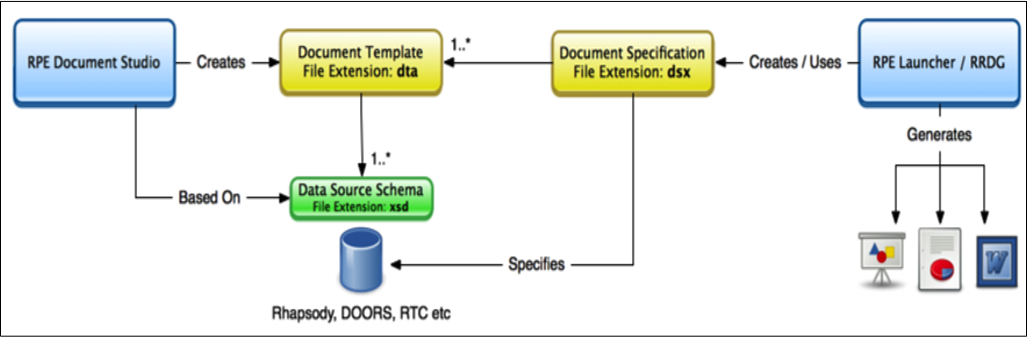 RPE Document Studio
Creates
Document Template
File Extension: dta
1..*
Document Specification
File Extension: dsx
Creates / Uses
RPE Launcher / RRDG
Generates
1..*
Based On
Data Source Schema
File Extension: xsd
Specifies
W
Rhapsody, DOORS, RTC etc